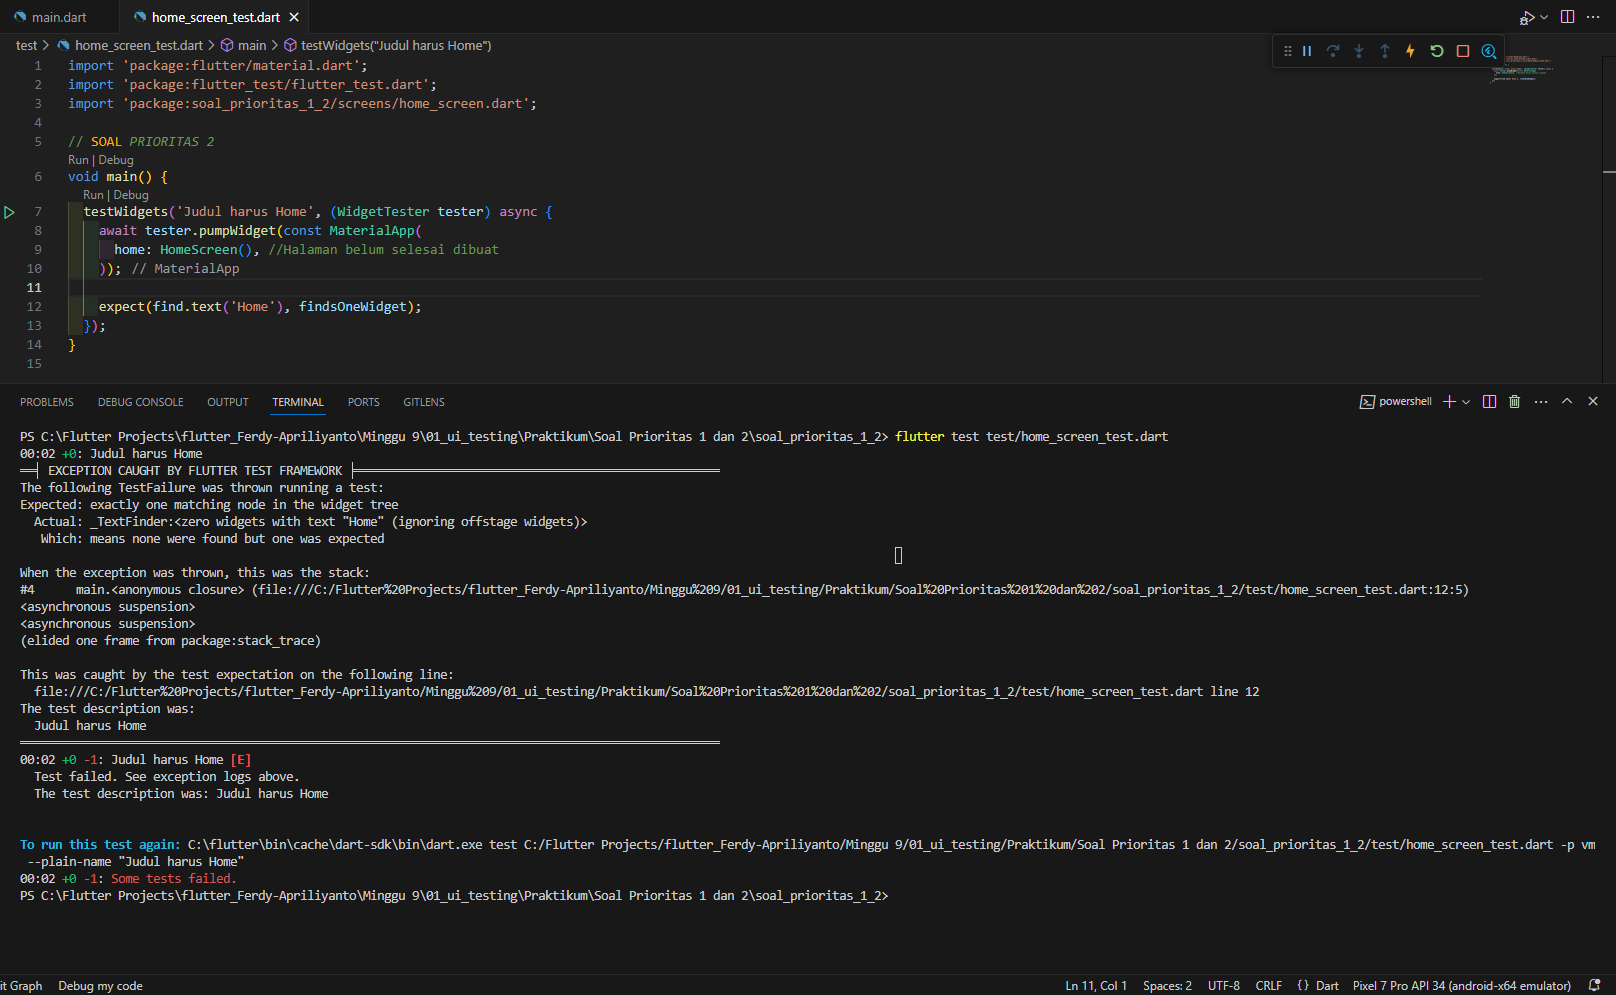 main.dart
home_screen_test.dart
test > home_screen_test.dart > main > testWidgets("Judul harus Home")
1 import 'package:flutter/material.dart';
2 import 'package:flutter_test/flutter_test.dart';
3 import 'package:soal_prioritas_1_2/screens/home_screen.dart';
4
5 // SOAL PRIORITAS 2
Run | Debug
6 void main() {
Run | Debug
7 testWidgets('Judul harus Home', (WidgetTester tester) async {
8 await tester.pumpWidget(const MaterialApp(
9 home: HomeScreen(), //Halaman belum selesai dibuat
10 )); // MaterialApp
11
12 expect(find.text('Home'), findsOneWidget);
13 });
14 }
15
PROBLEMS DEBUG CONSOLE OUTPUT TERMINAL PORTS GITLENS
powershell
PS C:\Flutter Projects\flutter_Ferdy-Apriliyanto\Minggu 9\01_ui_testing\Praktikum\Soal Prioritas 1 dan 2\soal_prioritas_1_2> flutter test test/home_screen_test.dart
00:02 +0: Judul harus Home
══╡ EXCEPTION CAUGHT BY FLUTTER TEST FRAMEWORK ╞════════════════════════════════════════════════════
The following TestFailure was thrown running a test:
Expected: exactly one matching node in the widget tree
Actual: _TextFinder:<zero widgets with text "Home" (ignoring offstage widgets)>
Which: means none were found but one was expected
When the exception was thrown, this was the stack:
#4 main.<anonymous closure> (file:///C:/Flutter%20Projects/flutter_Ferdy-Apriliyanto/Minggu%209/01_ui_testing/Praktikum/Soal%20Prioritas%201%20dan%202/soal_prioritas_1_2/test/home_screen_test.dart:12:5)
<asynchronous suspension>
<asynchronous suspension>
(elided one frame from package:stack_trace)
This was caught by the test expectation on the following line:
file:///C:/Flutter%20Projects/flutter_Ferdy-Apriliyanto/Minggu%209/01_ui_testing/Praktikum/Soal%20Prioritas%201%20dan%202/soal_prioritas_1_2/test/home_screen_test.dart line 12
The test description was:
Judul harus Home
════════════════════════════════════════════════════════════════════════════════════════════════════
00:02 +0 -1: Judul harus Home [E]
Test failed. See exception logs above.
The test description was: Judul harus Home
To run this test again: C:\flutter\bin\cache\dart-sdk\bin\dart.exe test C:/Flutter Projects/flutter_Ferdy-Apriliyanto/Minggu 9/01_ui_testing/Praktikum/Soal Prioritas 1 dan 2/soal_prioritas_1_2/test/home_screen_test.dart -p vm
--plain-name "Judul harus Home"
00:02 +0 -1: Some tests failed.
PS C:\Flutter Projects\flutter_Ferdy-Apriliyanto\Minggu 9\01_ui_testing\Praktikum\Soal Prioritas 1 dan 2\soal_prioritas_1_2>
it Graph Debug my code Ln 11, Col 1 Spaces: 2 UTF-8 CRLF {} Dart Pixel 7 Pro API 34 (android-x64 emulator)